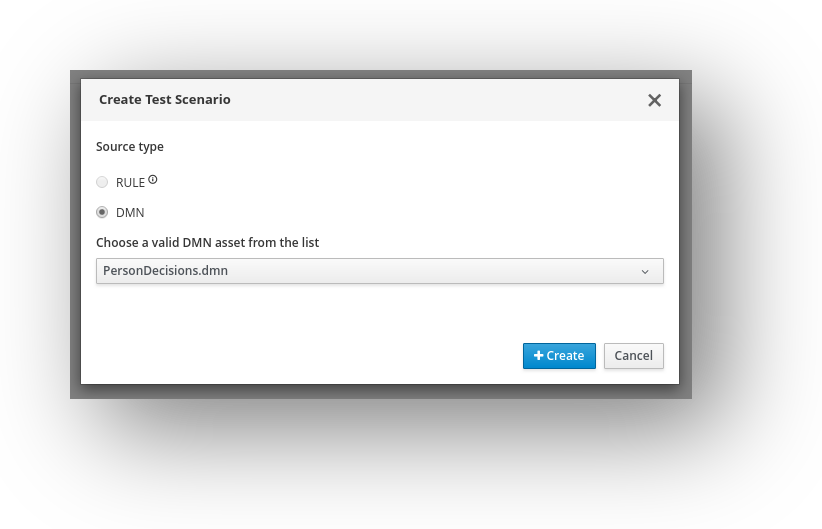 Create Test Scenario
Source type
RULE
DMN
Choose a valid DMN asset from the list
PersonDecisions.dmn
Create Cancel